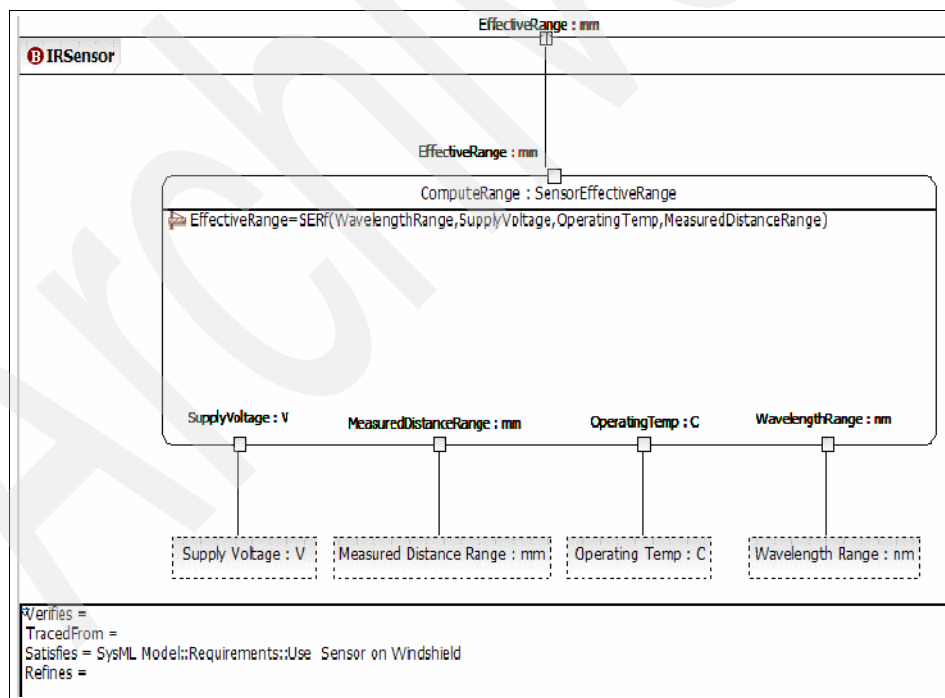 EffectiveRange : mm
B IRSensor
EffectiveRange : mm
ComputeRange : SensorEffectiveRange
EffectiveRange=SERf(WavelengthRange,SupplyVoltage,OperatingTemp,MeasuredDistanceRange)
SupplyVoltage : V MeasuredDistanceRange : mm OperatingTemp : C WavelengthRange : nm
Supply Voltage : V Measured Distance Range : mm Operating Temp : C Wavelength Range : nm
Verifies =
TracedFrom =
Satisfies = SysML Model::Requirements::Use Sensor on Windshield
Refines =
Archive